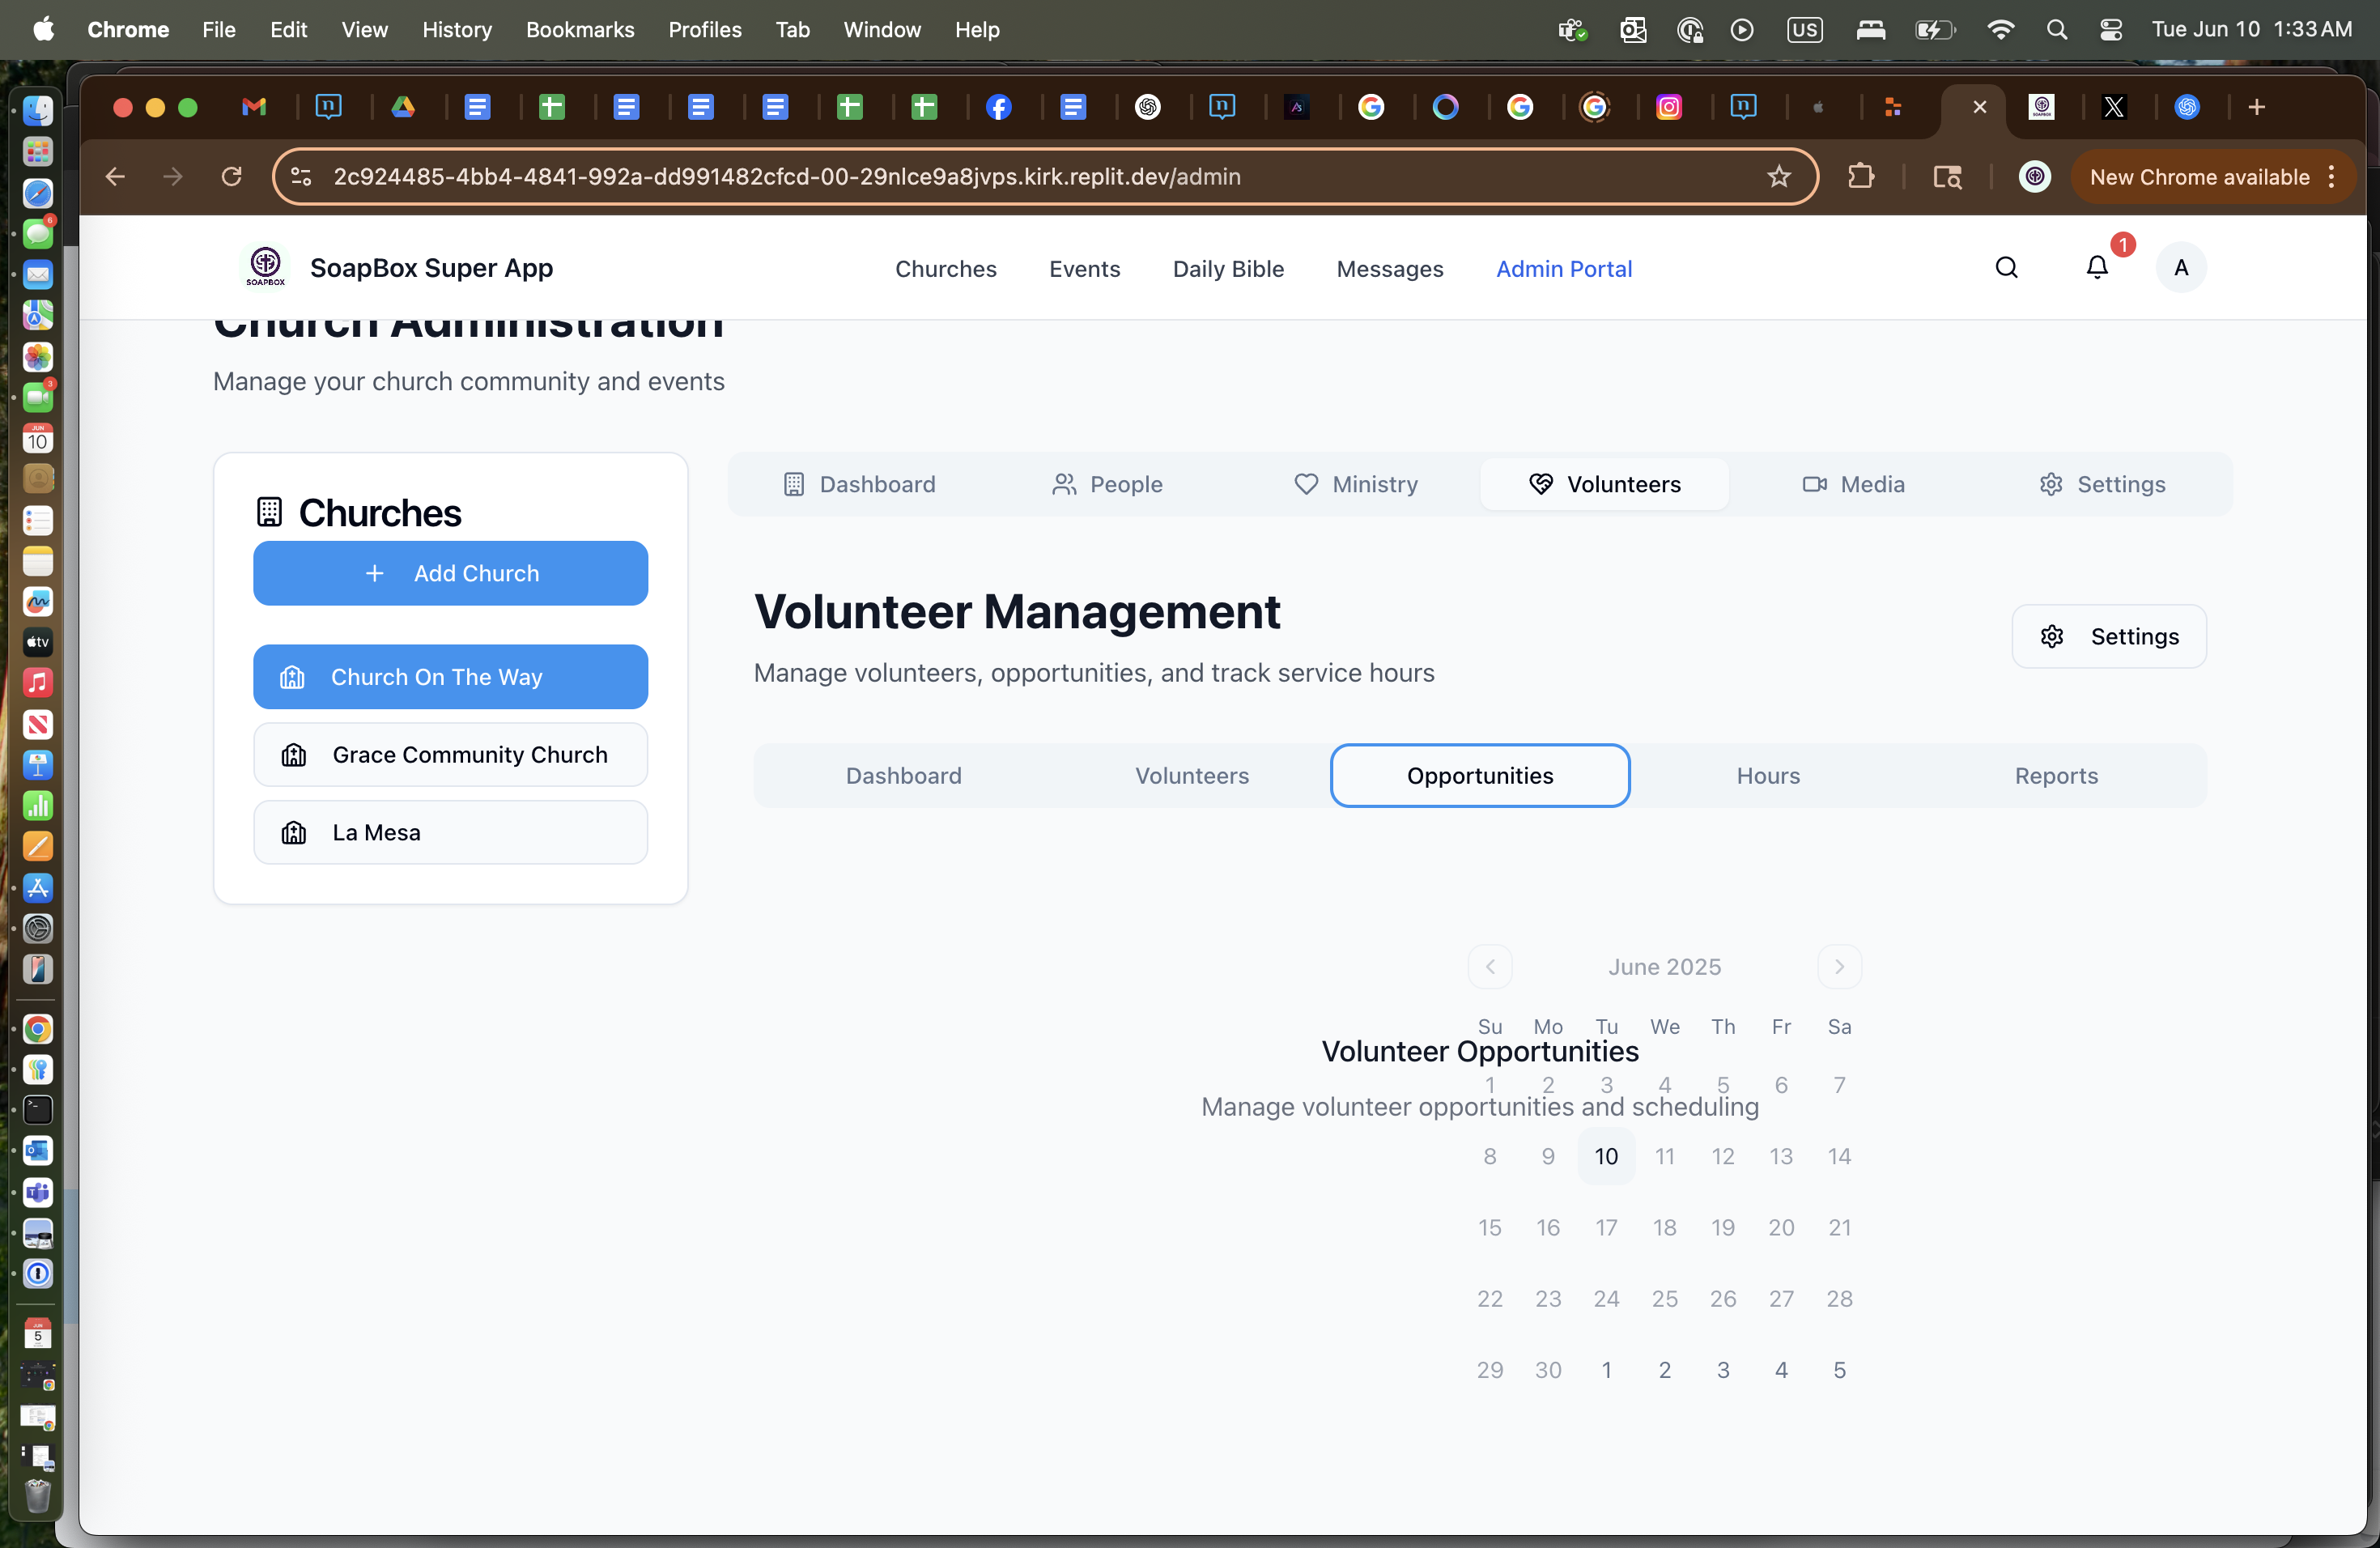 Chrome File Edit View History Bookmarks Profiles Tab Window Help US Tue Jun 10 1:33 AM
2c924485-4bb4-4841-992a-dd991482cfcd-00-29nlce9a8jvps.kirk.replit.dev/admin
New Chrome available
SOAPBOX
SoapBox Super App
Churches Events Daily Bible Messages Admin Portal 1 A
Church Administration
Manage your church community and events
Churches
Add Church
Church On The Way
Grace Community Church
La Mesa
Dashboard People Ministry Volunteers Media Settings
Volunteer Management
Settings
Manage volunteers, opportunities, and track service hours
Dashboard Volunteers Opportunities Hours Reports
June 2025
Su Mo Tu We Th Fr Sa
Volunteer Opportunities
1 2 3 4 5 6 7
Manage volunteer opportunities and scheduling
8 9 10 11 12 13 14
15 16 17 18 19 20 21
22 23 24 25 26 27 28
29 30 1 2 3 4 5
6
3
JUN
10
tv
JUN
5